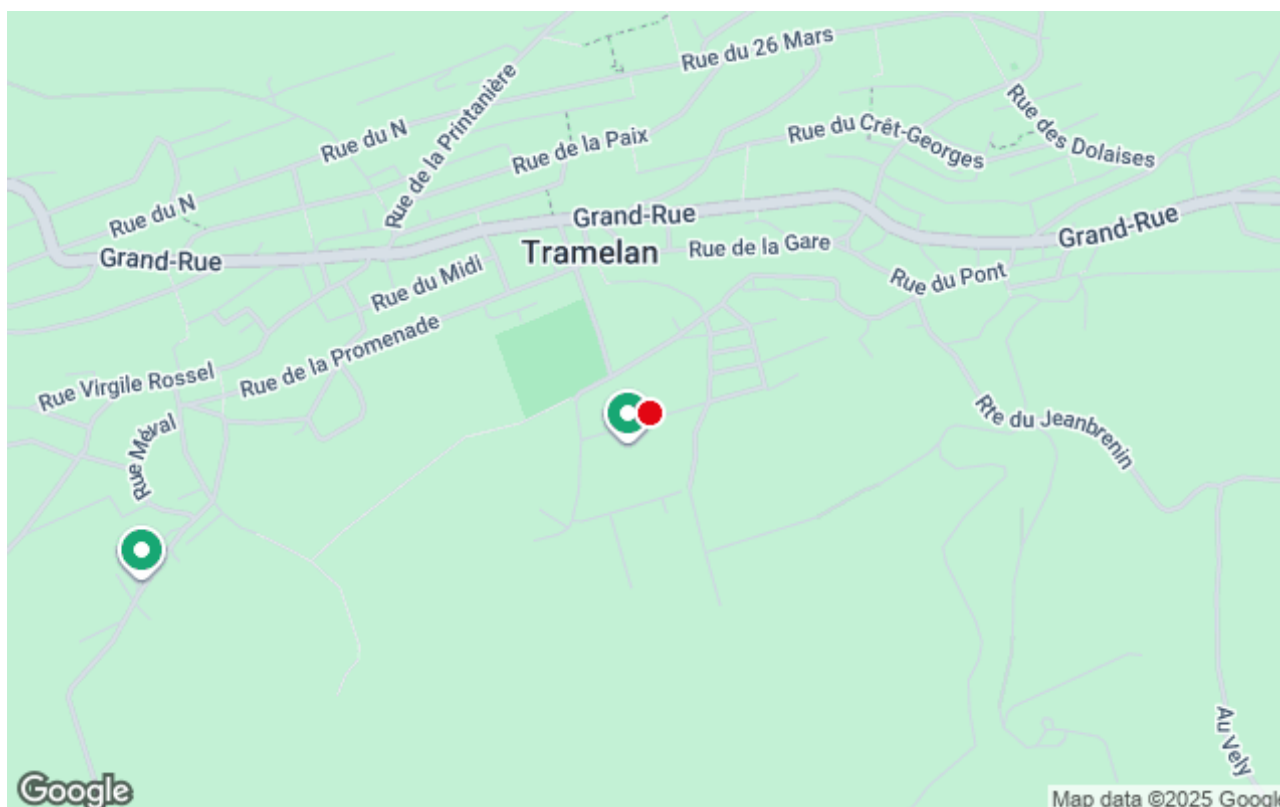 Rue du 26 Mars
Rue de la Printanière
Rue du N
Rue de la Paix
Rue du Crêt-Georges
Rue des Dolaises
Rue du N
Grand-Rue
Grand-Rue
Grand-Rue
Tramelan
Rue de la Gare
Rue du Midi
Rue du Pont
Rue de la Promenade
Rue Virgile Rossel
Rue Méval
Rte du Jeanbrenin
Au Vely
Google
Map data ©2025 Google